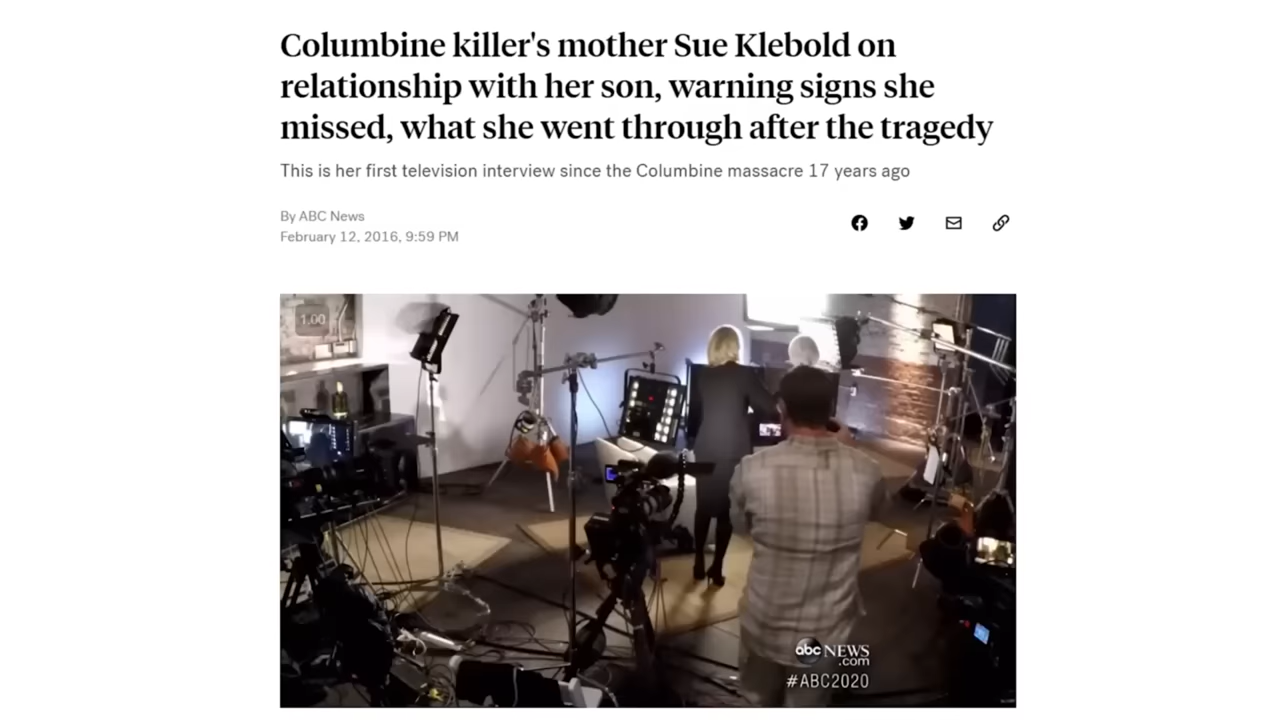 Columbine killer's mother Sue Klebold on
relationship with her son, warning signs she
missed, what she went through after the tragedy
This is her first television interview since the Columbine massacre 17 years ago
By ABC News
February 12, 2016, 9:59 PM
1:00
abc NEWS
.com
#ABC2020